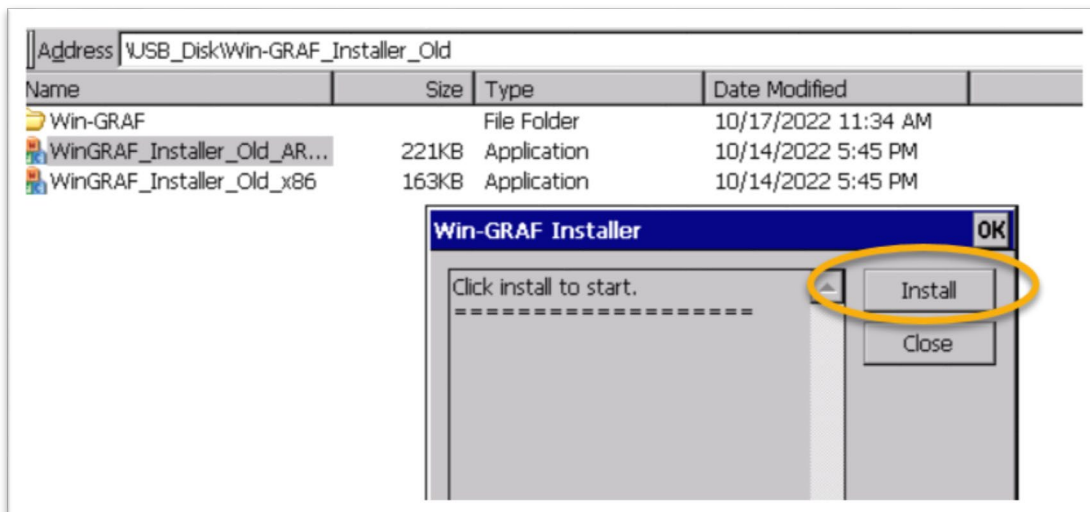 Address \USB_Disk\Win-GRAF_Installer_Old
Name Size Type Date Modified
Win-GRAF File Folder 10/17/2022 11:34 AM
WinGRAF_Installer_Old_AR... 221KB Application 10/14/2022 5:45 PM
WinGRAF_Installer_Old_x86 163KB Application 10/14/2022 5:45 PM
Win-GRAF Installer OK
Click install to start.
===================
Install
Close